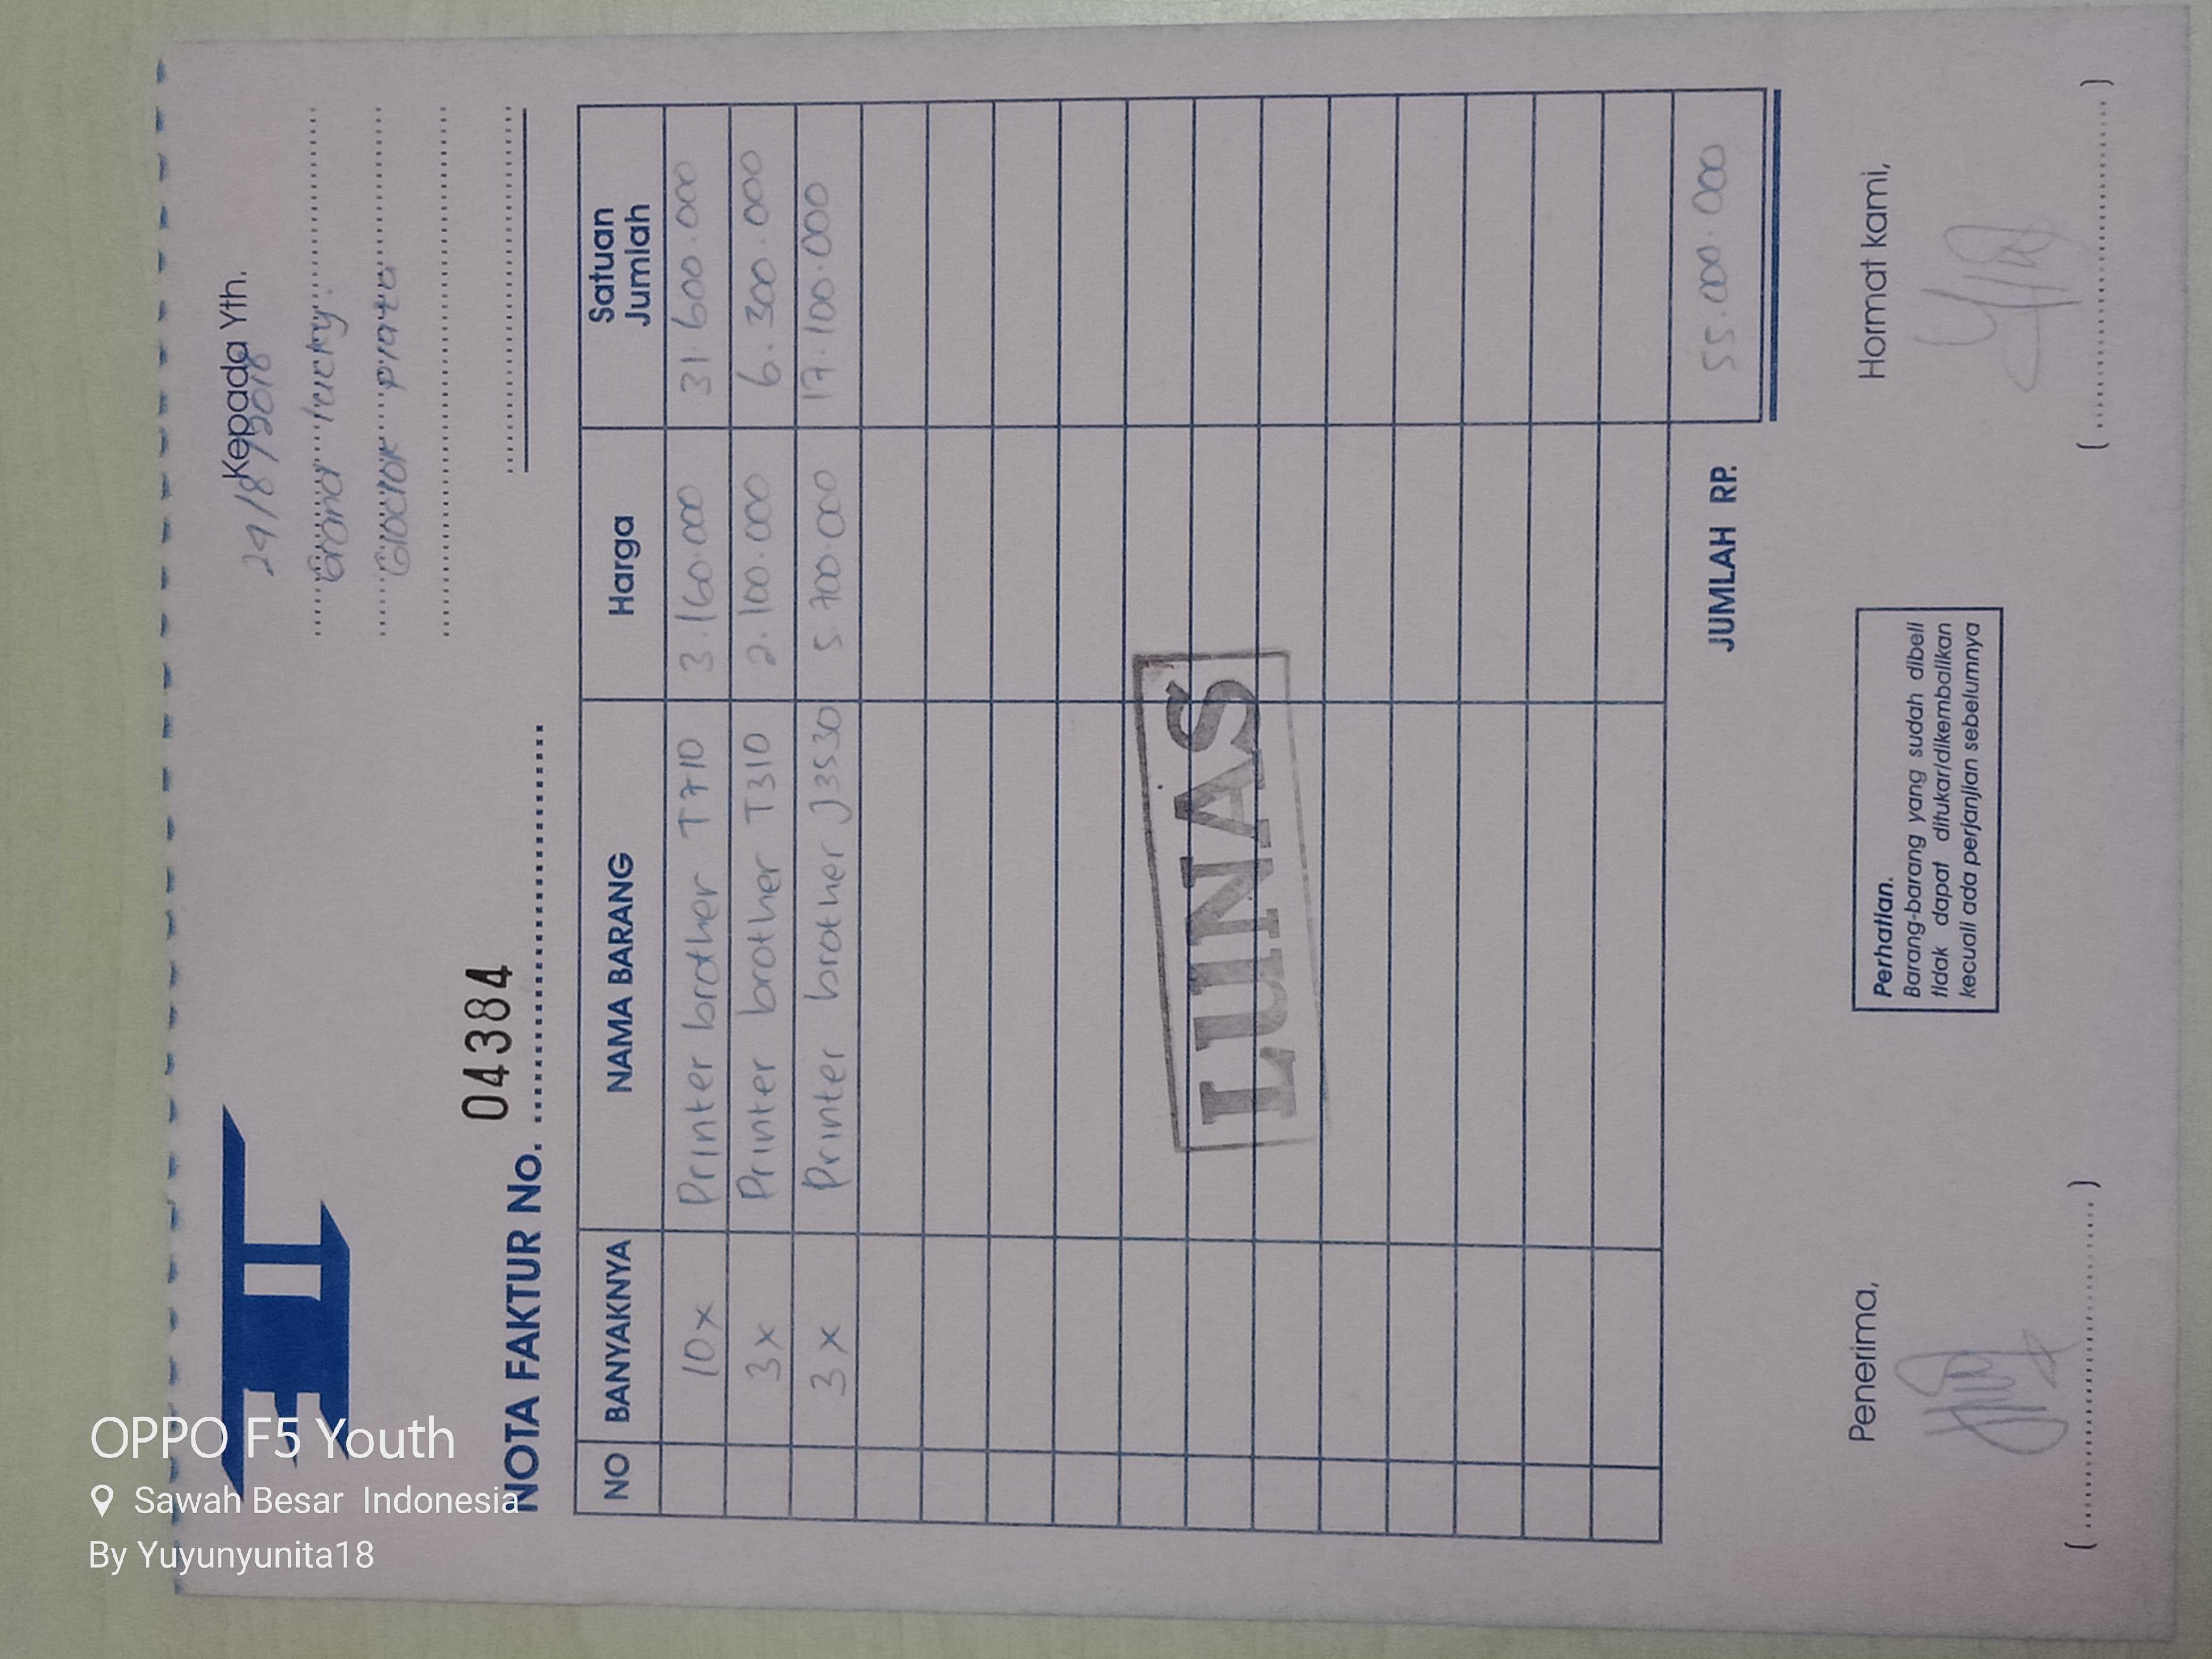 Kepada Yth.
24/8/2018
Grand lucky.
Glodok Plaza
NOTA FAKTUR No. 04384
NO BANYAKNYA NAMA BARANG Harga Satuan Jumlah
10x Printer brother T710 3.160.000 31.600.000
3x Printer brother T310 2.100.000 6.300.000
3x Printer brother J3530 5.700.000 17.100.000
LUNAS
JUMLAH RP. 55.000.000
Penerima,
Perhatian.
Barang-barang yang sudah dibeli
tidak dapat ditukar/dikembalikan
kecuali ada perjanjian sebelumnya
Hormat kami,
OPPO F5 Youth
Sawah Besar Indonesia
By Yuyunyunita18